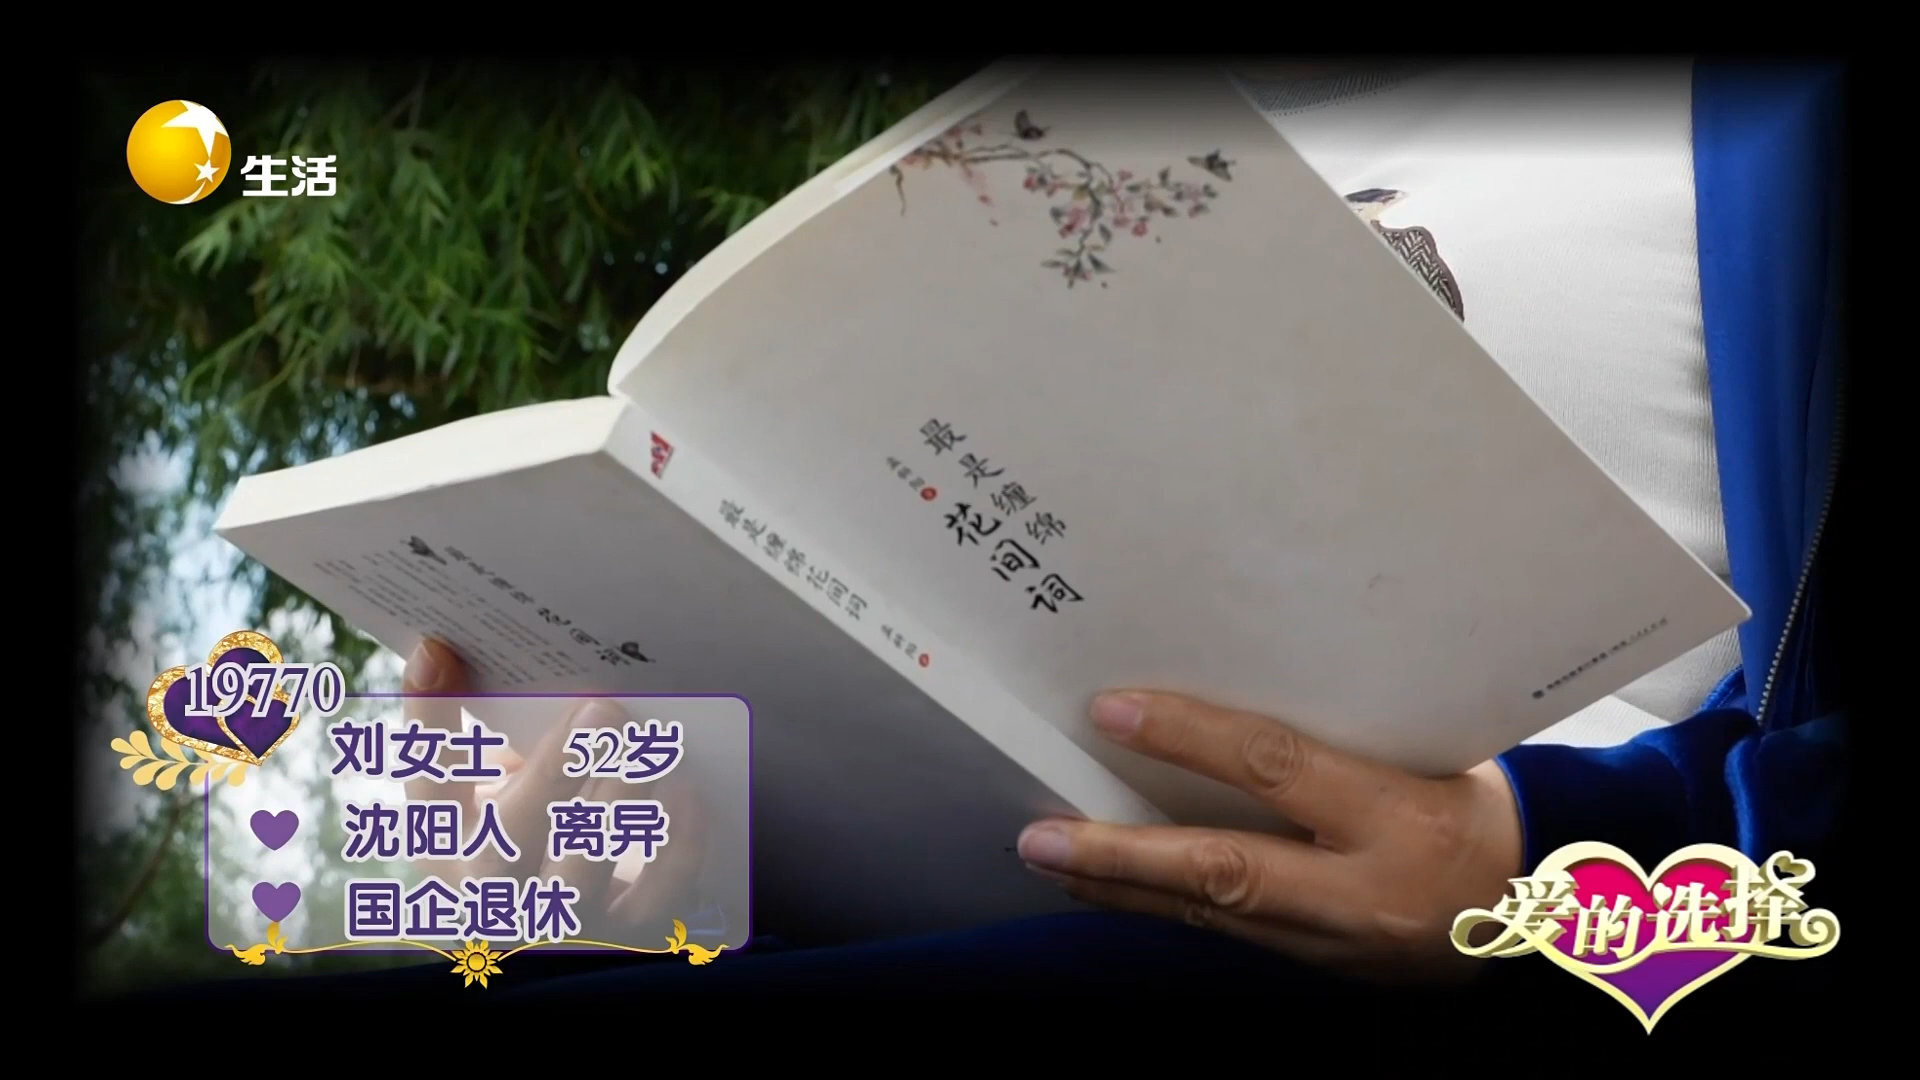 生活
最是缠绵
花间词
最是缠绵花间词
19770
刘女士 52岁
沈阳人 离异
国企退休
爱的选择